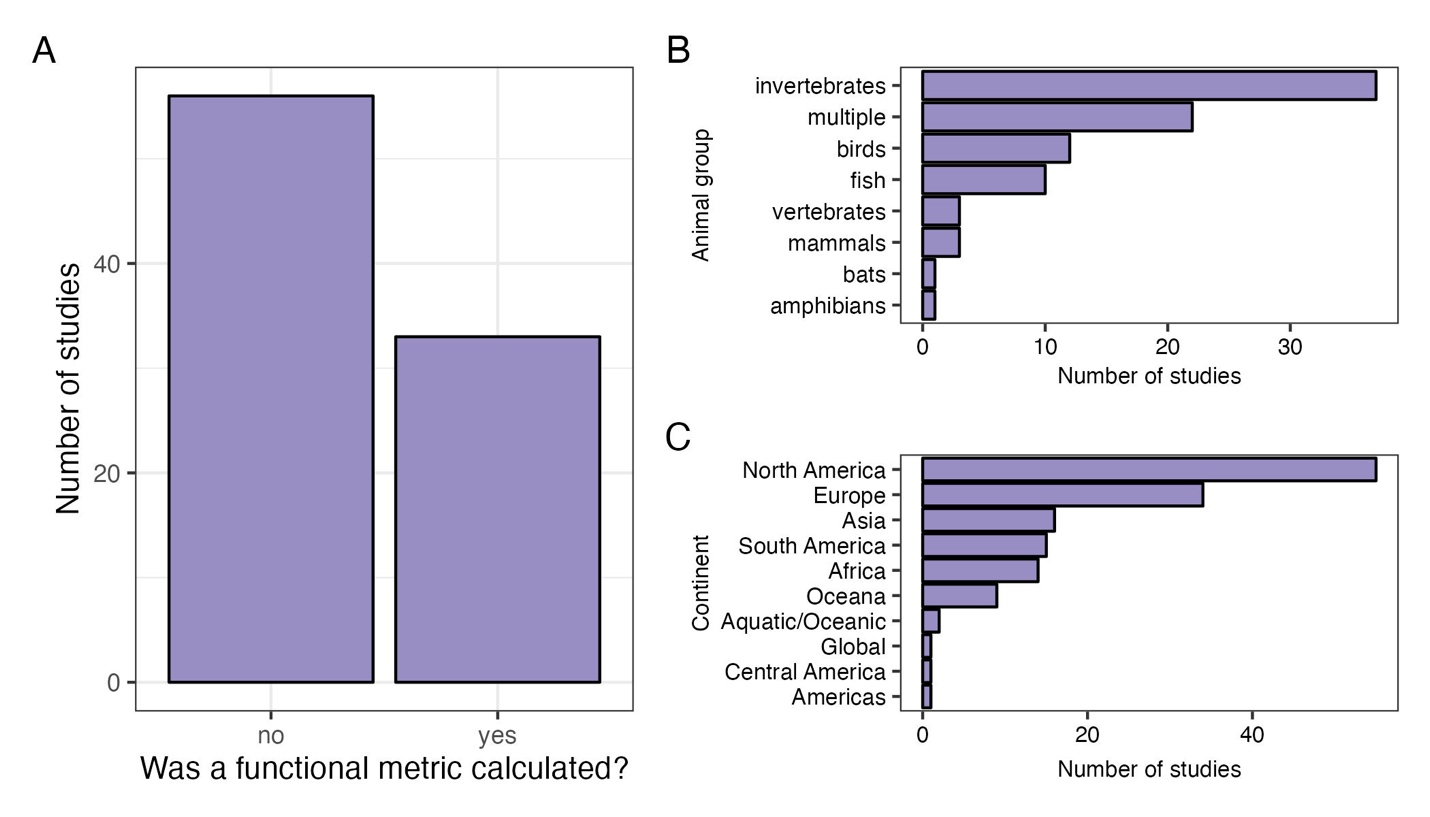 A
Number of studies
40
20
0
no yes
Was a functional metric calculated?
B
Animal group
invertebrates
multiple
birds
fish
vertebrates
mammals
bats
amphibians
0 10 20 30
Number of studies
C
Continent
North America
Europe
Asia
South America
Africa
Oceana
Aquatic/Oceanic
Global
Central America
Americas
0 20 40
Number of studies